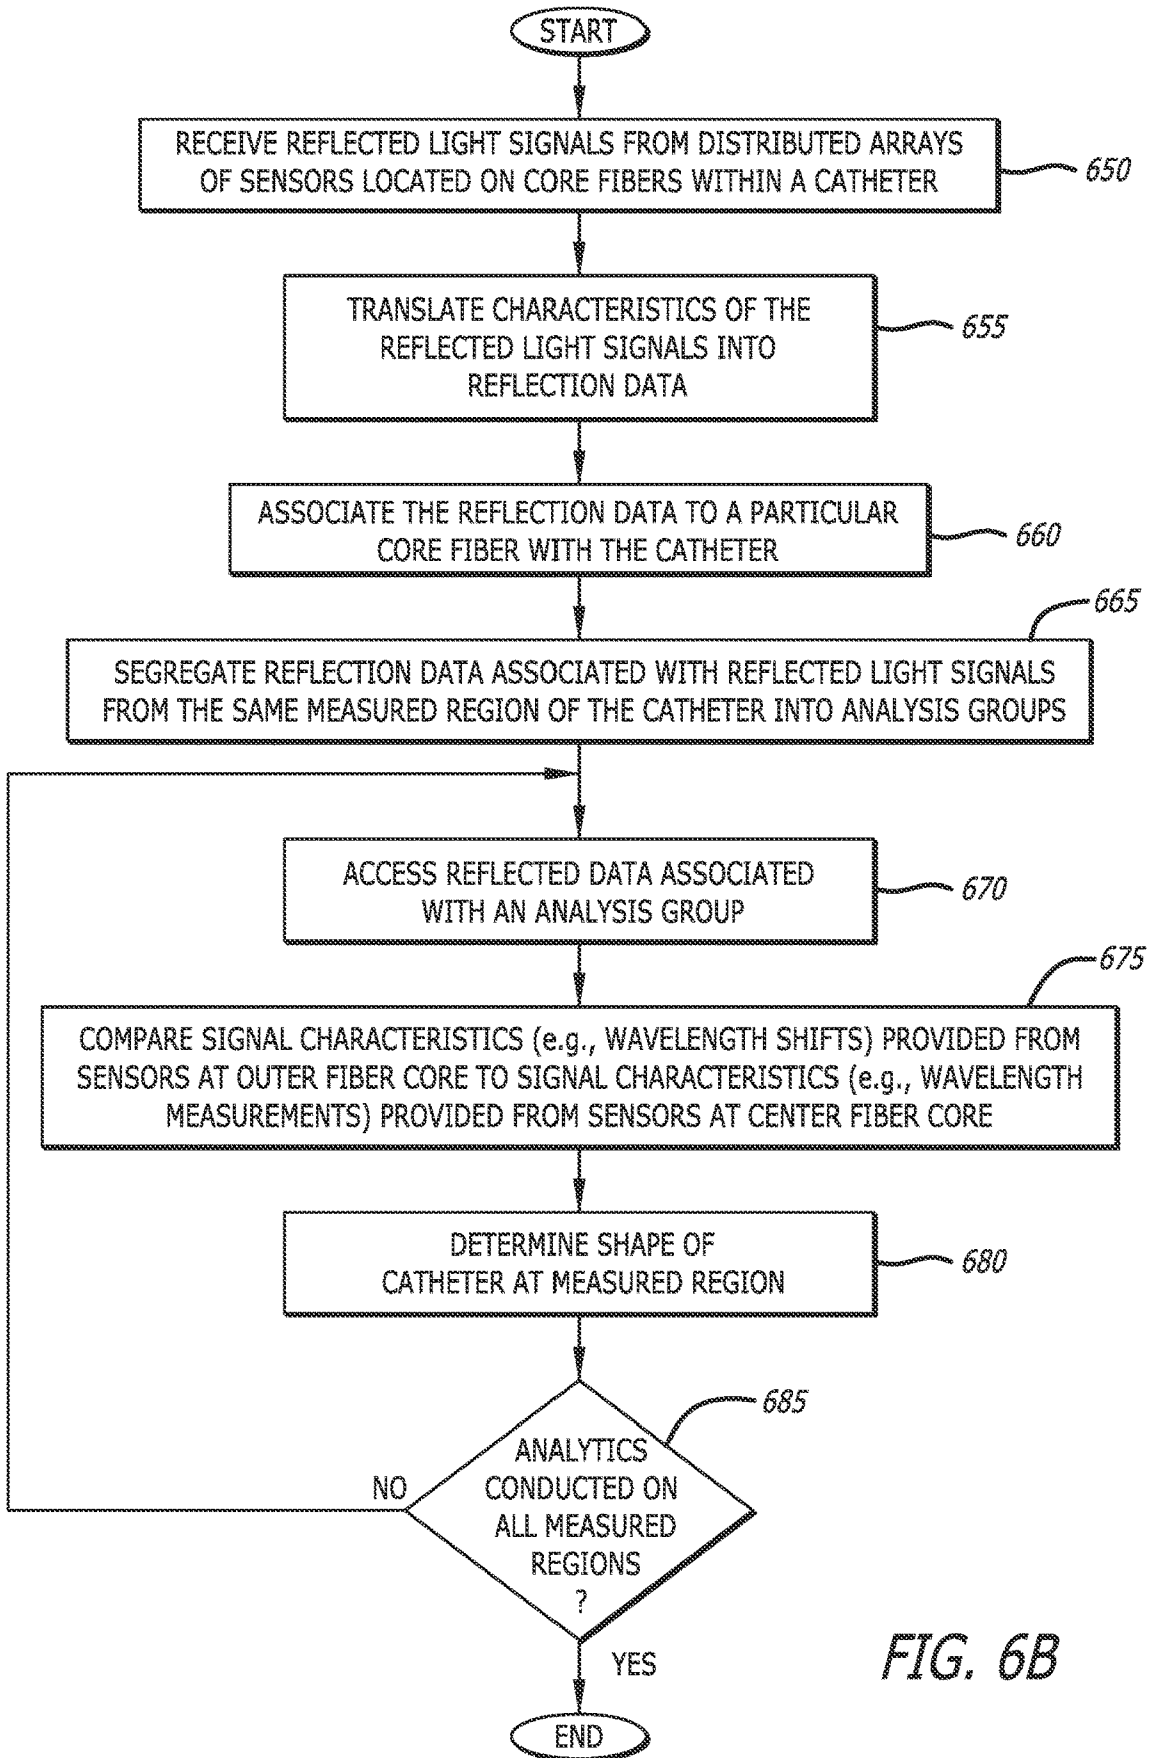 START
RECEIVE REFLECTED LIGHT SIGNALS FROM DISTRIBUTED ARRAYS
OF SENSORS LOCATED ON CORE FIBERS WITHIN A CATHETER
650
TRANSLATE CHARACTERISTICS OF THE
REFLECTED LIGHT SIGNALS INTO
REFLECTION DATA
655
ASSOCIATE THE REFLECTION DATA TO A PARTICULAR
CORE FIBER WITH THE CATHETER
660
665
SEGREGATE REFLECTION DATA ASSOCIATED WITH REFLECTED LIGHT SIGNALS
FROM THE SAME MEASURED REGION OF THE CATHETER INTO ANALYSIS GROUPS
ACCESS REFLECTED DATA ASSOCIATED
WITH AN ANALYSIS GROUP
670
675
COMPARE SIGNAL CHARACTERISTICS (e.g., WAVELENGTH SHIFTS) PROVIDED FROM
SENSORS AT OUTER FIBER CORE TO SIGNAL CHARACTERISTICS (e.g., WAVELENGTH
MEASUREMENTS) PROVIDED FROM SENSORS AT CENTER FIBER CORE
DETERMINE SHAPE OF
CATHETER AT MEASURED REGION
680
685
ANALYTICS
CONDUCTED ON
ALL MEASURED
REGIONS
?
NO
YES
END
FIG. 6B